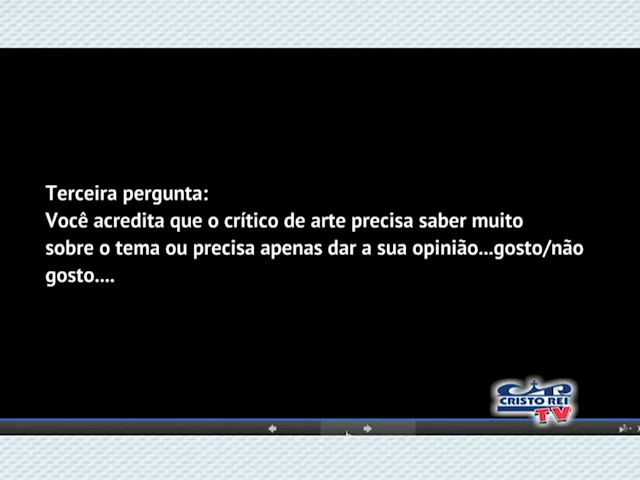 Terceira pergunta:
Você acredita que o crítico de arte precisa saber muito
sobre o tema ou precisa apenas dar a sua opinião...gosto/não
gosto....
CRISTO REI
TV